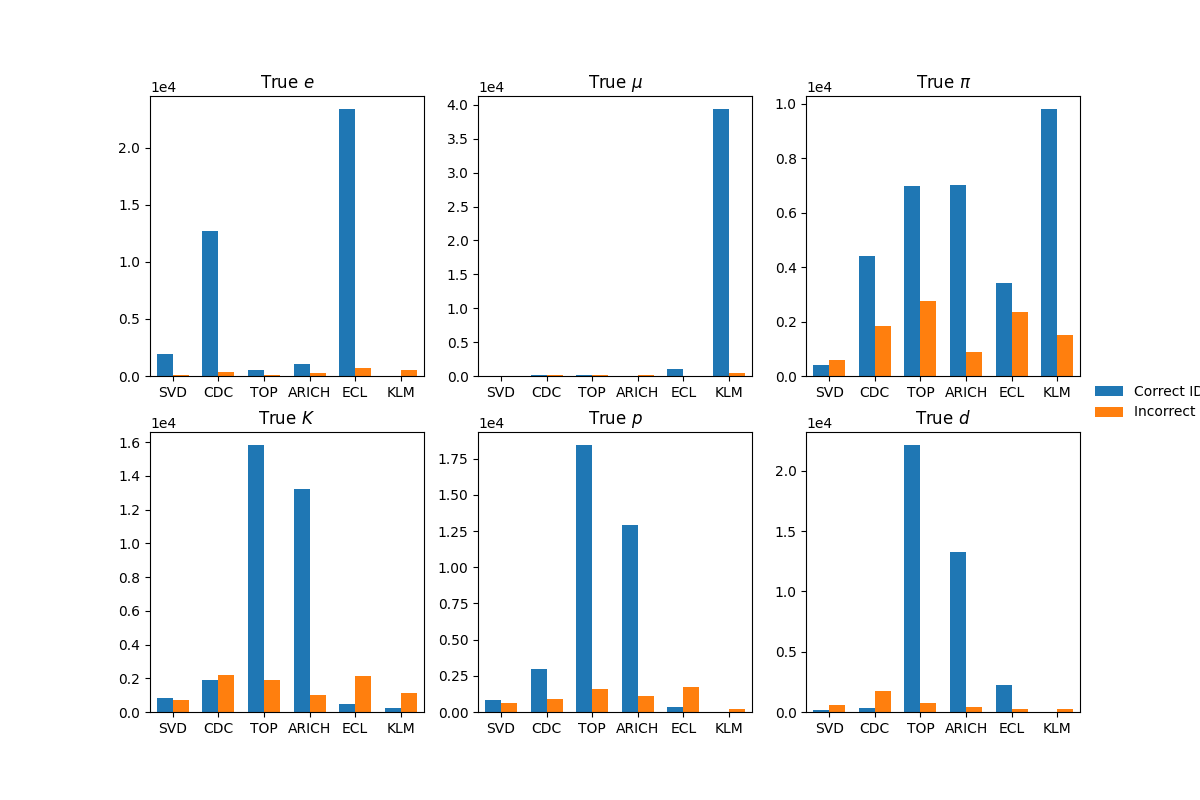 True e
1e4
2.0
1.5
1.0
0.5
0.0
SVD CDC TOP ARICH ECL KLM
True μ
1e4
4.0
3.5
3.0
2.5
2.0
1.5
1.0
0.5
0.0
SVD CDC TOP ARICH ECL KLM
True π
1e4
1.0
0.8
0.6
0.4
0.2
0.0
SVD CDC TOP ARICH ECL KLM
Correct ID
Incorrect
True K
1e4
1.6
1.4
1.2
1.0
0.8
0.6
0.4
0.2
0.0
SVD CDC TOP ARICH ECL KLM
True p
1e4
1.75
1.50
1.25
1.00
0.75
0.50
0.25
0.00
SVD CDC TOP ARICH ECL KLM
True d
1e4
2.0
1.5
1.0
0.5
0.0
SVD CDC TOP ARICH ECL KLM